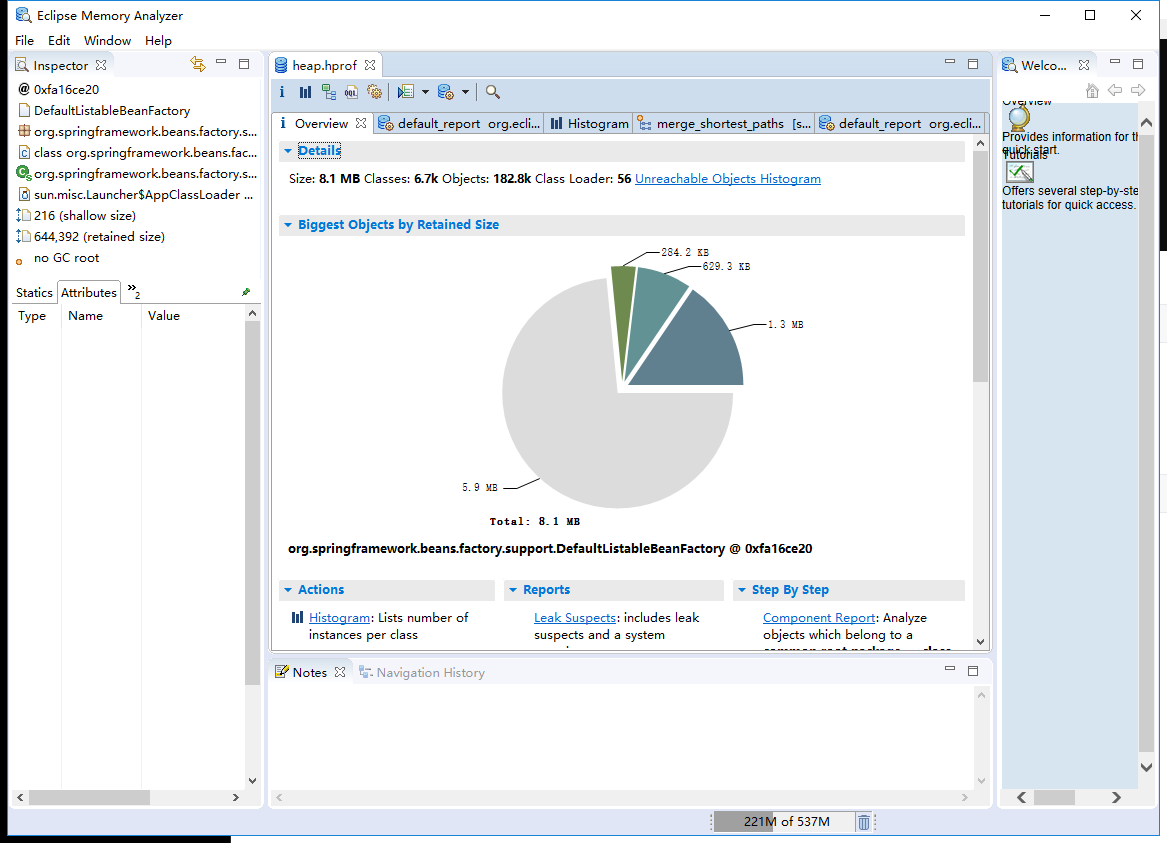 Eclipse Memory Analyzer
File Edit Window Help
Inspector
0xfa16ce20
DefaultListableBeanFactory
org.springframework.beans.factory.s...
class org.springframework.beans.fac...
org.springframework.beans.factory.s...
sun.misc.Launcher$AppClassLoader ...
216 (shallow size)
644,392 (retained size)
no GC root
Statics Attributes »2
Type Name Value
heap.hprof
OQL
i Overview default_report org.ecli... Histogram merge_shortest_paths [s... default_report org.ecli...
Details
Size: 8.1 MB Classes: 6.7k Objects: 182.8k Class Loader: 56 Unreachable Objects Histogram
Biggest Objects by Retained Size
284.2 KB
629.3 KB
1.3 MB
5.9 MB
Total: 8.1 MB
org.springframework.beans.factory.support.DefaultListableBeanFactory @ 0xfa16ce20
Actions
Histogram: Lists number of
instances per class
Reports
Leak Suspects: includes leak
suspects and a system
Step By Step
Component Report: Analyze
objects which belong to a
common root package class
Notes Navigation History
Welco...
Overview
Provides information for th
quick start.
Tutorials
Offers several step-by-ste
tutorials for quick access.
221M of 537M